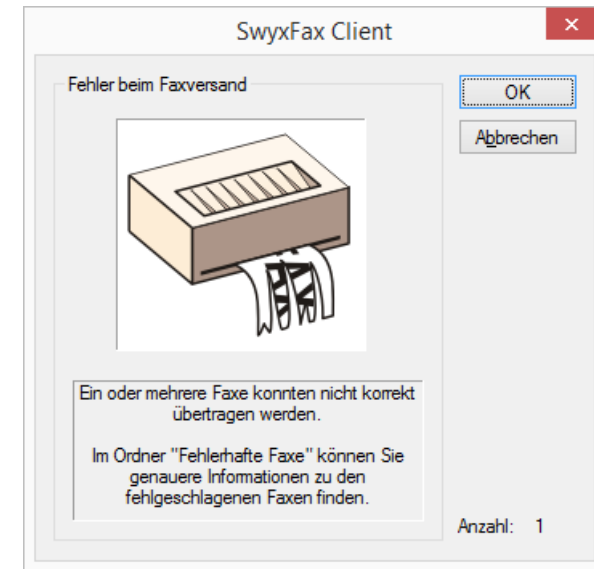 SwyxFax Client
Fehler beim Faxversand
OK
Abbrechen
FAX
Ein oder mehrere Faxe konnten nicht korrekt
übertragen werden.
Im Ordner "Fehlerhafte Faxe" können Sie
genauere Informationen zu den
fehlgeschlagenen Faxen finden.
Anzahl: 1